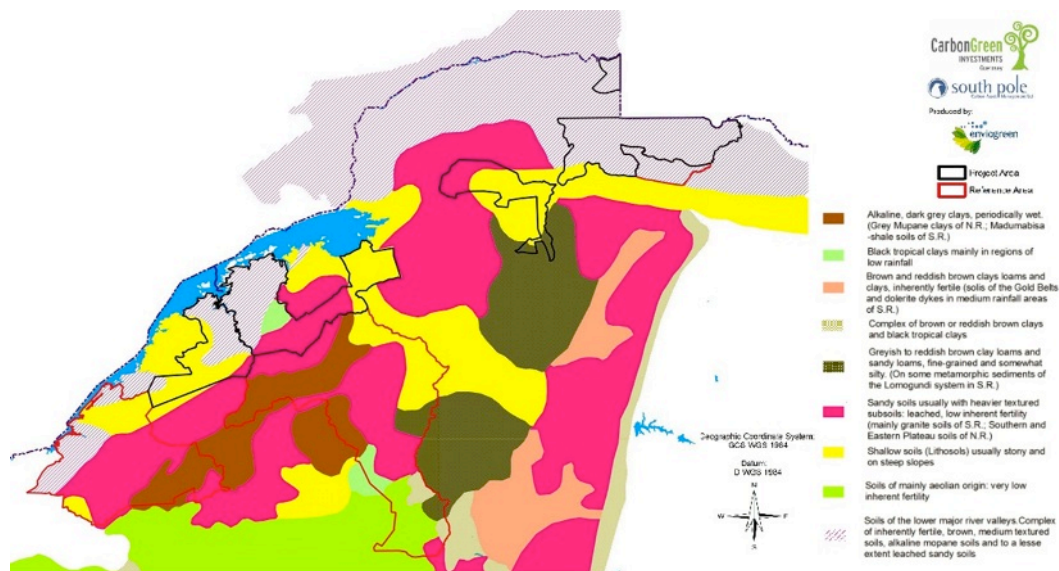 CarbonGreen
INVESTMENTS
Guernsey
south pole
Produced by:
enviogreen
Project Area
Reference Area
Alkaline, dark grey clays, periodically wet.
(Grey Mupane clays of N.R.; Madumabisa
-shale soils of S.R.)
Black tropical clays mainly in regions of
low rainfall
Brown and reddish brown clays loams and
clays, inherently fertile (solis of the Gold Belts
and dolerite dykes in medium rainfall areas
of S.R.)
Complex of brown or reddish brown clays
and black tropical clays
Greyish to reddish brown clay loams and
sandy loams, fine-grained and somewhat
silty. (On some metamorphic sediments of
the Lomogundi system in S.R.)
Sandy soils usually with heavier textured
subsoils: leached, low inherent fertility
(mainly granite soils of S.R.; Southern and
Eastern Plateau soils of N.R.)
Geographic Coordinate System:
GCS WGS 1984
Shallow soils (Lithosols) usually stony and
on steep slopes
Datum:
D WGS 1984
N
W
E
S
Soils of mainly aeolian origin: very low
inherent fertility
Soils of the lower major river valleys.Complex
of inherently fertile, brown, medium textured
soils, alkaline mopane soils and to a lesse
extent leached sandy soils